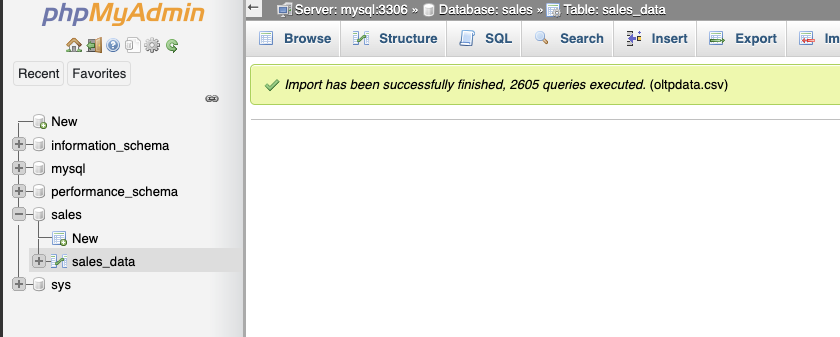 phpMyAdmin
Recent Favorites
New
information_schema
mysql
performance_schema
sales
New
sales_data
sys
Server: mysql:3306 » Database: sales » Table: sales_data
Browse Structure SQL Search Insert Export Im
Import has been successfully finished, 2605 queries executed. (oltpdata.csv)